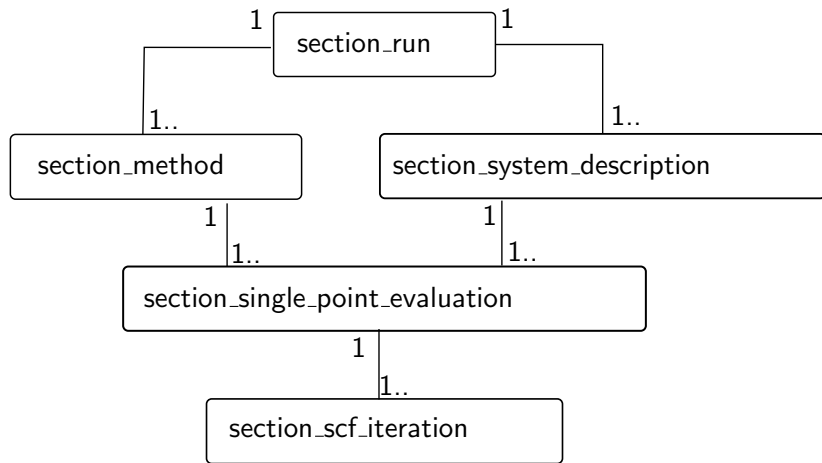 1 section_run 1
1.. 1..
section_method section_system_description
1 1
1.. 1..
section_single_point_evaluation
1
1..
section_scf_iteration